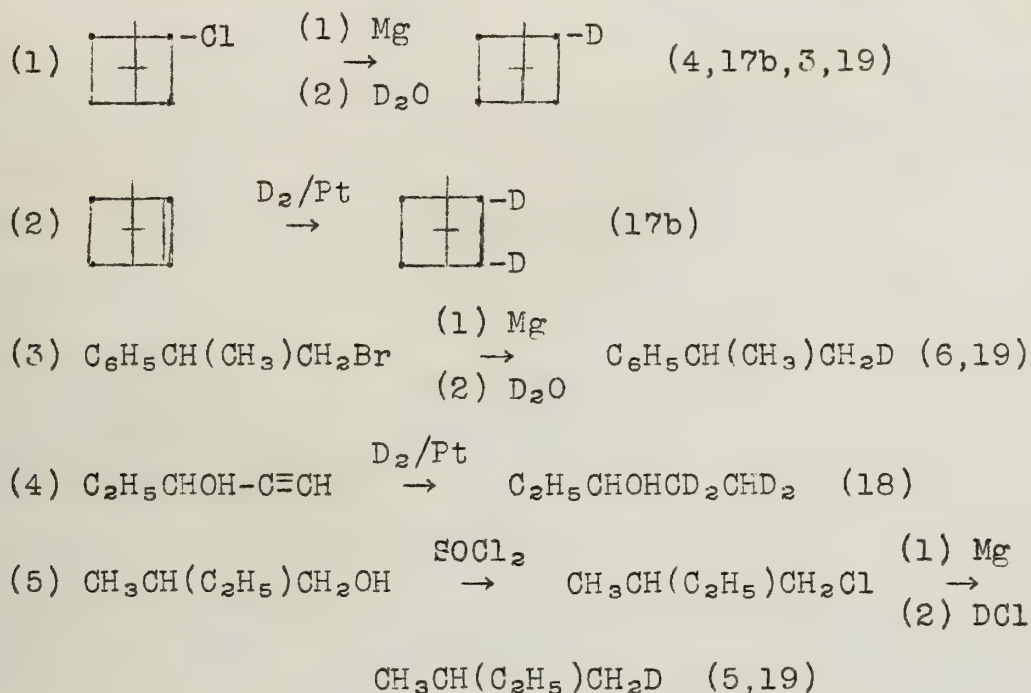 (1) -Cl (1) Mg → (2) D₂O -D (4,17b,3,19)
(2) D₂/Pt → -D -D (17b)
(3) C₆H₅CH(CH₃)CH₂Br (1) Mg → (2) D₂O C₆H₅CH(CH₃)CH₂D (6,19)
(4) C₂H₅CHOH-C≡CH D₂/Pt → C₂H₅CHOHCD₂CHD₂ (18)
(5) CH₃CH(C₂H₅)CH₂OH SOCl₂ → CH₃CH(C₂H₅)CH₂Cl (1) Mg → (2) DCl
CH₃CH(C₂H₅)CH₂D (5,19)